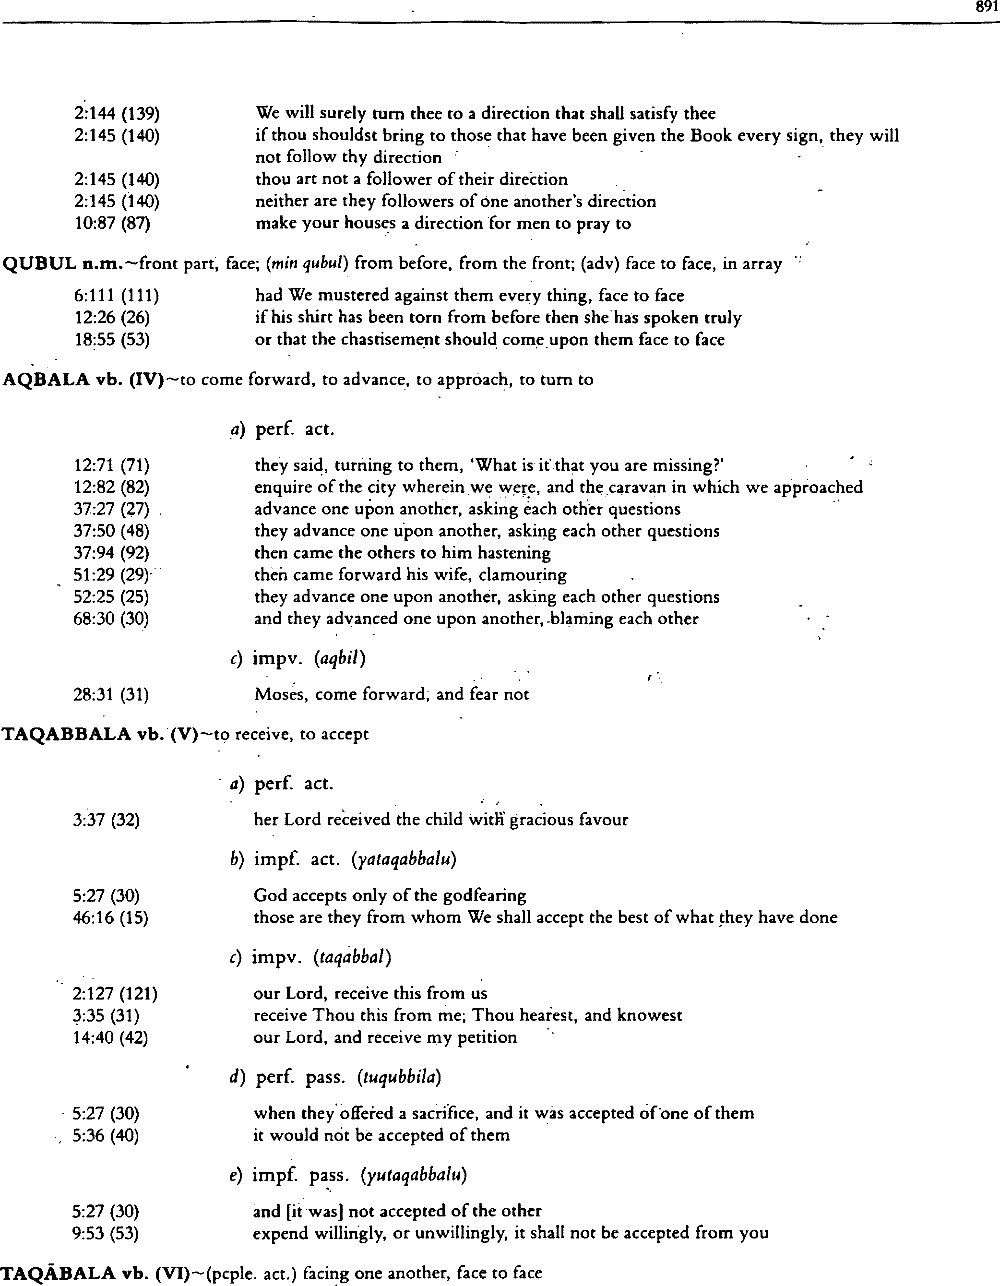 891
2:144 (139) We will surely turn thee to a direction that shall satisfy thee
2:145 (140) if thou shouldst bring to those that have been given the Book every sign, they will
not follow thy direction
2:145 (140) thou art not a follower of their direction
2:145 (140) neither are they followers of one another's direction
10:87 (87) make your houses a direction for men to pray to
QUBUL n.m.~front part, face; (min qubul) from before, from the front; (adv) face to face, in array
6:111 (111) had We mustered against them every thing, face to face
12:26 (26) if his shirt has been torn from before then she has spoken truly
18:55 (53) or that the chastisement should come upon them face to face
AQBALA vb. (IV)~to come forward, to advance, to approach, to turn to
a) perf. act.
12:71 (71) they said, turning to them, 'What is it that you are missing?'
12:82 (82) enquire of the city wherein we were, and the caravan in which we approached
37:27 (27) advance one upon another, asking each other questions
37:50 (48) they advance one upon another, asking each other questions
37:94 (92) then came the others to him hastening
51:29 (29) then came forward his wife, clamouring
52:25 (25) they advance one upon another, asking each other questions
68:30 (30) and they advanced one upon another, blaming each other
c) impv. (aqbil)
28:31 (31) Moses, come forward, and fear not
TAQABBALA vb. (V)~to receive, to accept
a) perf. act.
3:37 (32) her Lord received the child with gracious favour
b) impf. act. (yataqabbalu)
5:27 (30) God accepts only of the godfearing
46:16 (15) those are they from whom We shall accept the best of what they have done
c) impv. (taqabbal)
2:127 (121) our Lord, receive this from us
3:35 (31) receive Thou this from me; Thou hearest, and knowest
14:40 (42) our Lord, and receive my petition
d) perf. pass. (tuqubbila)
5:27 (30) when they offered a sacrifice, and it was accepted of one of them
5:36 (40) it would not be accepted of them
e) impf. pass. (yutaqabbalu)
5:27 (30) and [it was] not accepted of the other
9:53 (53) expend willingly, or unwillingly, it shall not be accepted from you
TAQĀBALA vb. (VI)~(pcple. act.) facing one another, face to face